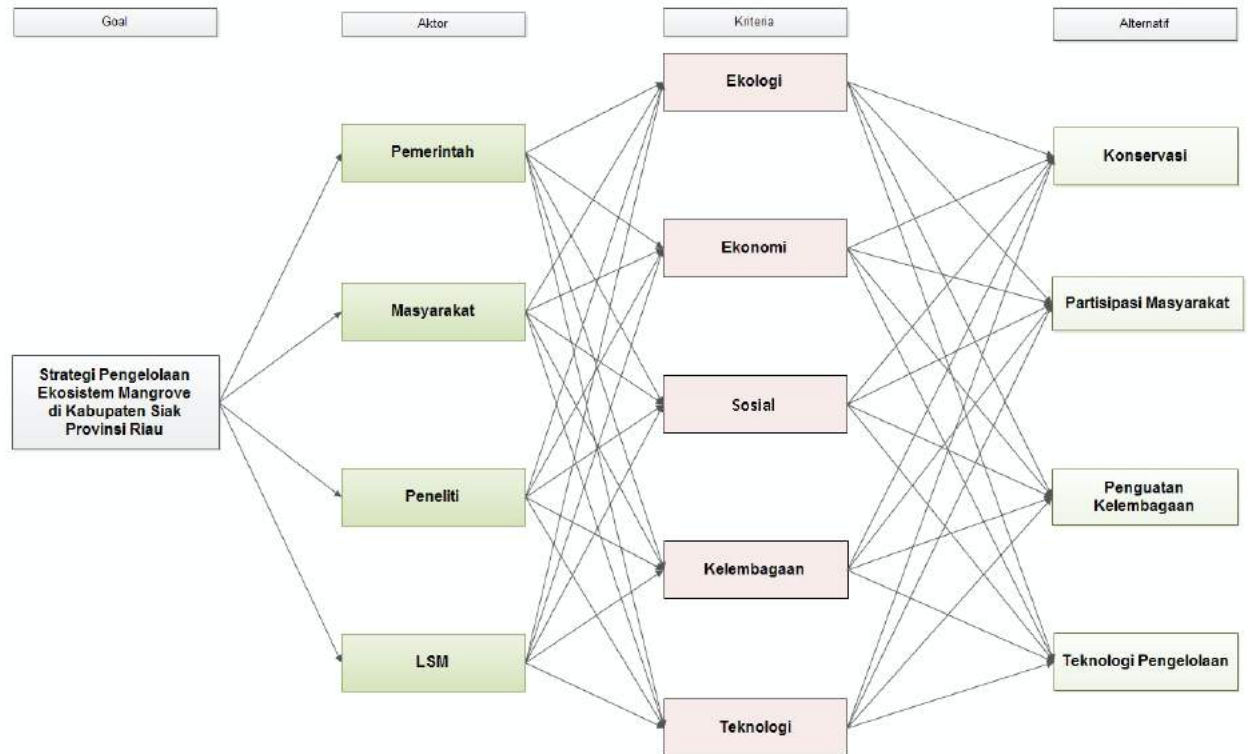 Goal
Aktor
Kriteria
Alternatif
Strategi Pengelolaan
Ekosistem Mangrove
di Kabupaten Siak
Provinsi Riau
Pemerintah
Masyarakat
Peneliti
LSM
Ekologi
Ekonomi
Sosial
Kelembagaan
Teknologi
Konservasi
Partisipasi Masyarakat
Penguatan
Kelembagaan
Teknologi Pengelolaan